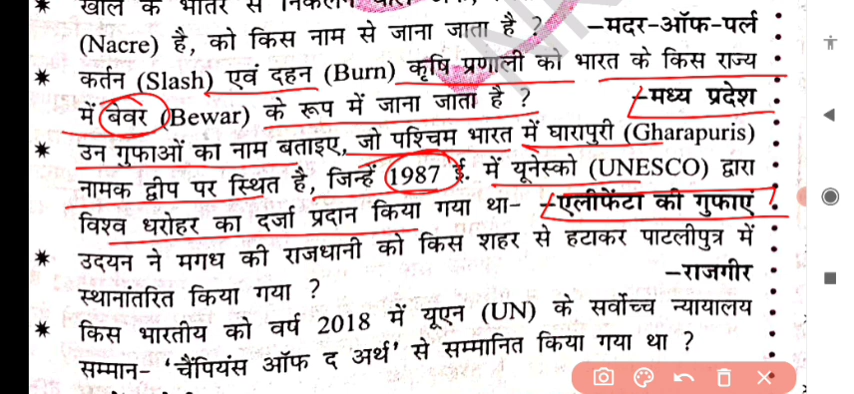 * खोल के भीतर से निकलने वाला
(Nacre) है, को किस नाम से जाना जाता है ? –मदर-ऑफ-पर्ल
* कर्तन (Slash) एवं दहन (Burn) कृषि प्रणाली को भारत के किस राज्य
में बेवर (Bewar) के रूप में जाना जाता है ? –मध्य प्रदेश
* उन गुफाओं का नाम बताइए, जो पश्चिम भारत में घारापुरी (Gharapuris)
नामक द्वीप पर स्थित है, जिन्हें 1987 ई. में यूनेस्को (UNESCO) द्वारा
विश्व धरोहर का दर्जा प्रदान किया गया था– –एलीफेंटा की गुफाएं
* उदयन ने मगध की राजधानी को किस शहर से हटाकर पाटलीपुत्र में
स्थानांतरित किया गया ? –राजगीर
* किस भारतीय को वर्ष 2018 में यूएन (UN) के सर्वोच्च न्यायालय
सम्मान– ‘चैंपियंस ऑफ द अर्थ’ से सम्मानित किया गया था ?